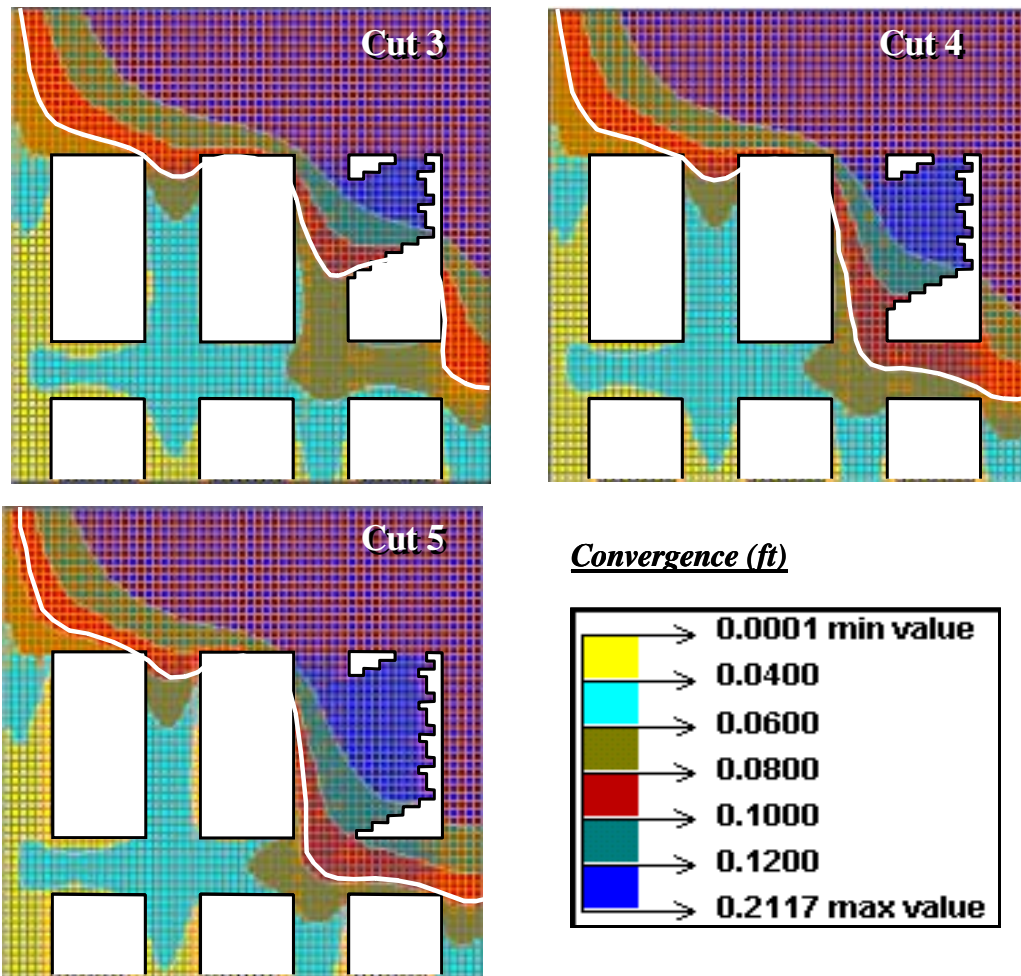 Cut 3
Cut 4
Cut 5
Convergence (ft)
0.0001 min value
0.0400
0.0600
0.0800
0.1000
0.1200
0.2117 max value